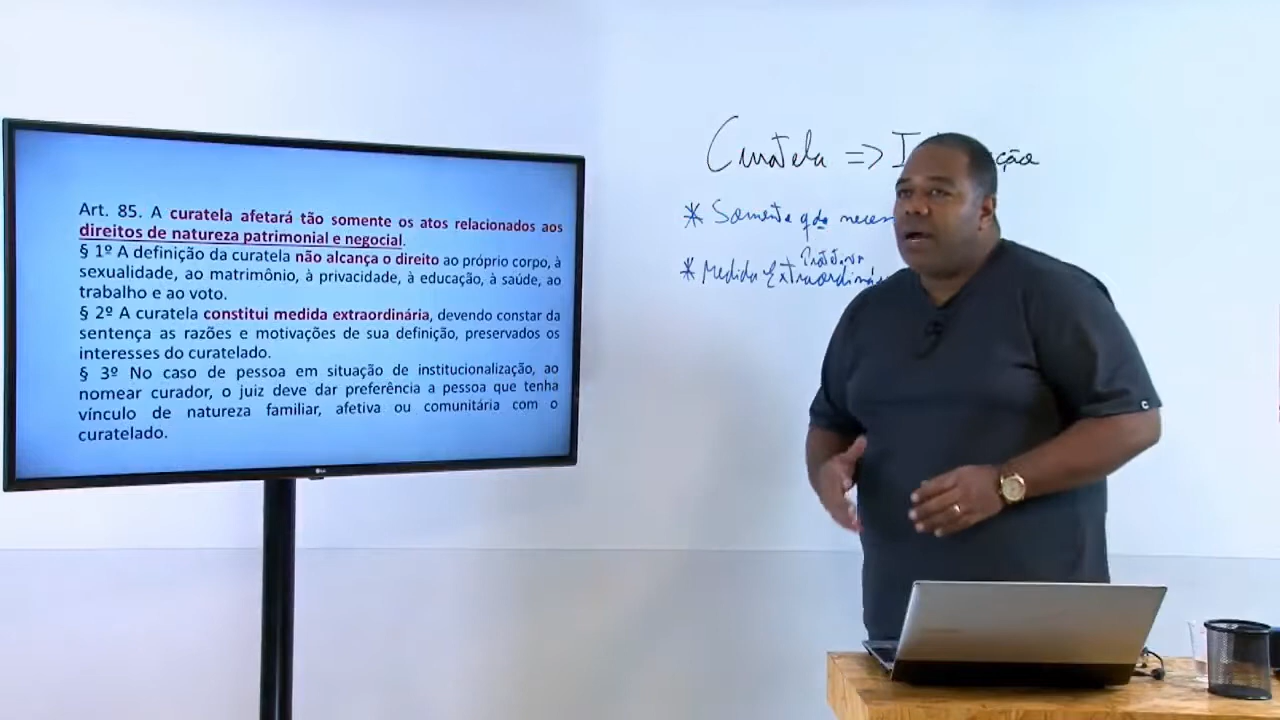 Art. 85. A curatela afetará tão somente os atos relacionados aos
direitos de natureza patrimonial e negocial.
§ 1º A definição da curatela não alcança o direito ao próprio corpo, à
sexualidade, ao matrimônio, à privacidade, à educação, à saúde, ao
trabalho e ao voto.
§ 2º A curatela constitui medida extraordinária, devendo constar da
sentença as razões e motivações de sua definição, preservados os
interesses do curatelado.
§ 3º No caso de pessoa em situação de institucionalização, ao
nomear curador, o juiz deve dar preferência a pessoa que tenha
vínculo de natureza familiar, afetiva ou comunitária com o
curatelado.
LG
Curatela => I ção
* Somente qdo neces
* Medida Extraordiná